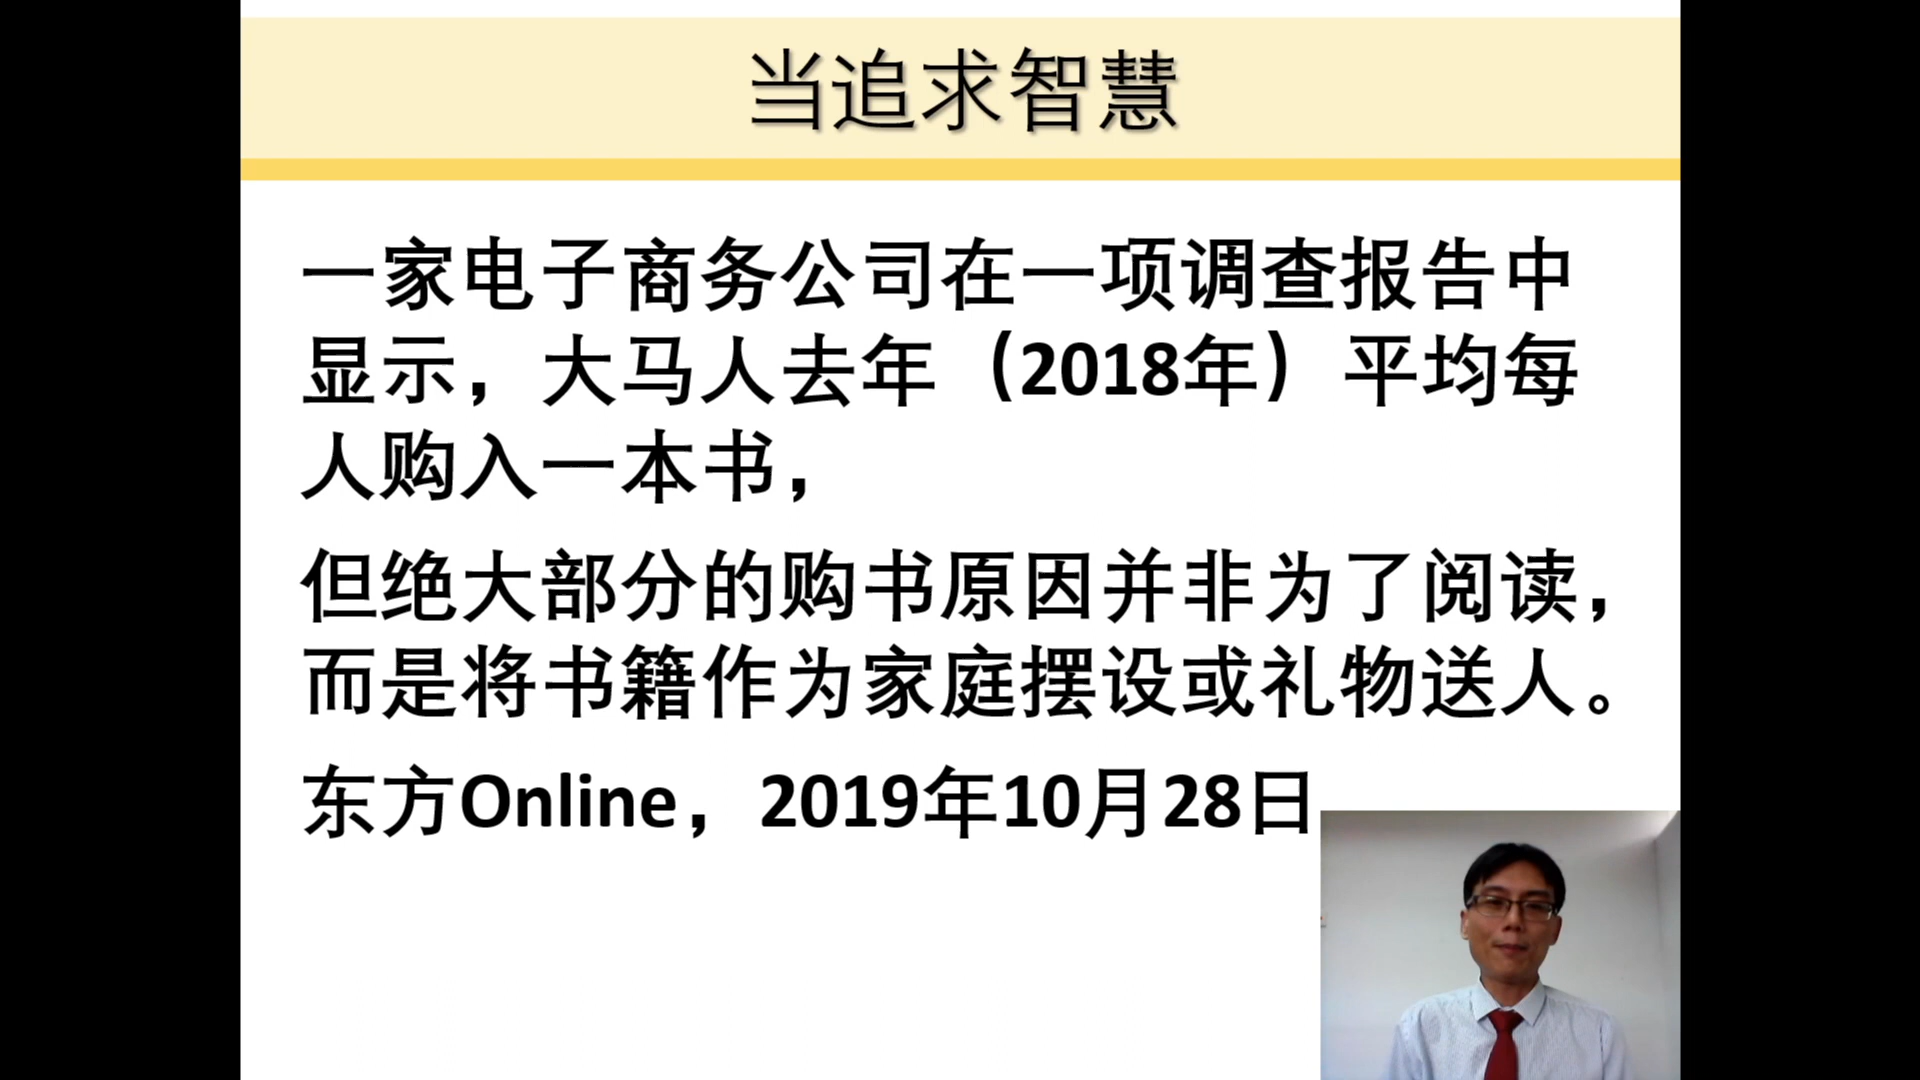 当追求智慧
一家电子商务公司在一项调查报告中
显示，大马人去年（2018年）平均每
人购入一本书，
但绝大部分的购书原因并非为了阅读，
而是将书籍作为家庭摆设或礼物送人。
东方Online，2019年10月28日